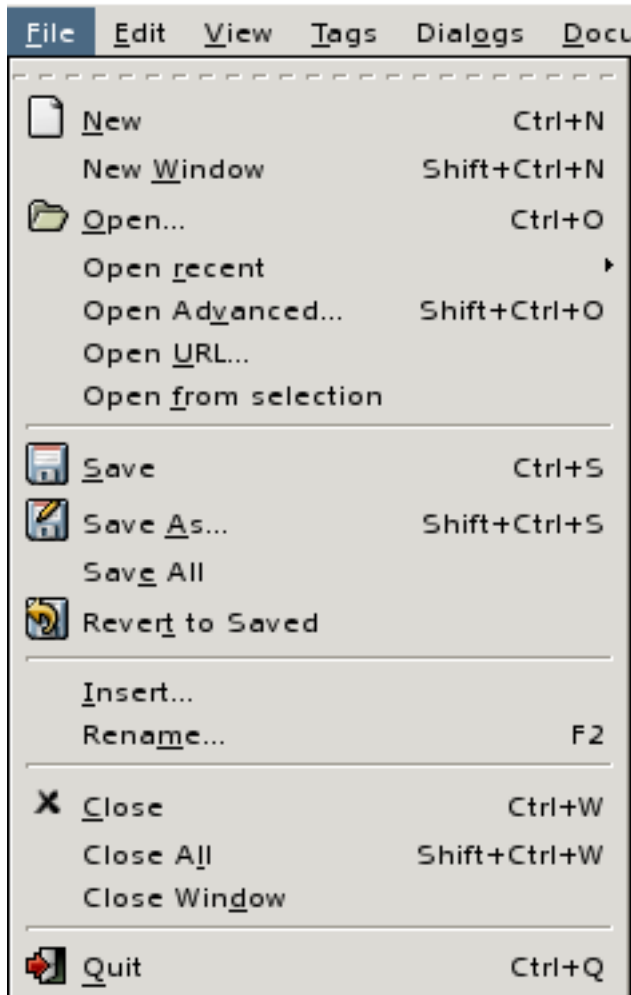 File Edit View Tags Dialogs Docu
New Ctrl+N
New Window Shift+Ctrl+N
Open... Ctrl+O
Open recent
Open Advanced... Shift+Ctrl+O
Open URL...
Open from selection
Save Ctrl+S
Save As... Shift+Ctrl+S
Save All
Revert to Saved
Insert...
Rename... F2
Close Ctrl+W
Close All Shift+Ctrl+W
Close Window
Quit Ctrl+Q